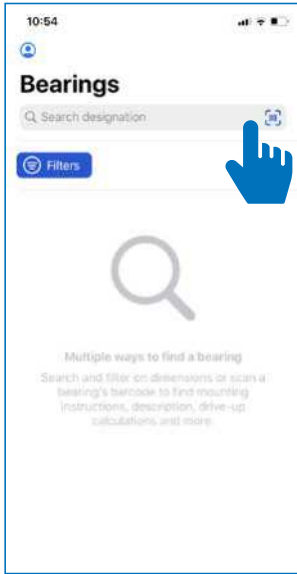 10:54
Bearings
Search designation
Filters
Multiple ways to find a bearing
Search and filter on dimensions or scan a
bearing's barcode to find mounting
instructions, description, drive-up
calculations and more.